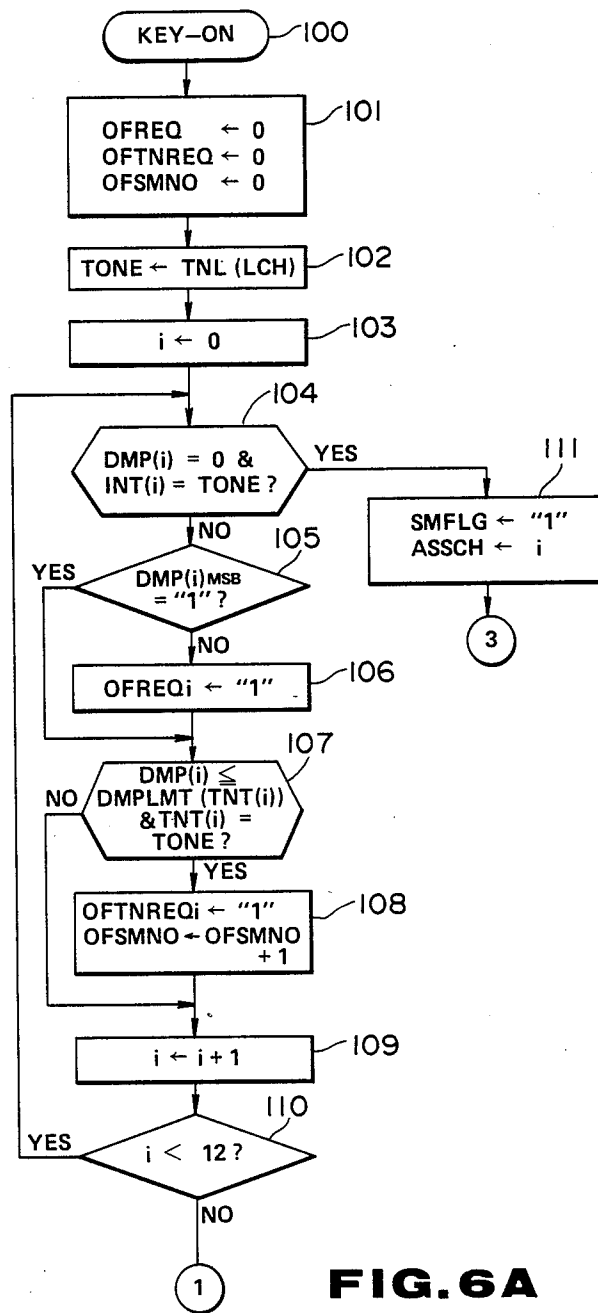 KEY-ON
100
OFREQ ← 0
OFTNREQ ← 0
OFSMNO ← 0
101
TONE ← TNL (LCH)
102
i ← 0
103
104
DMP(i) = 0 &
INT(i) = TONE?
YES
NO
111
SMFLG ← "1"
ASSCH ← i
3
105
YES
DMP(i)MSB
= "1"?
NO
OFREQi ← "1"
106
107
NO
DMP(i) ≦
DMPLMT (TNT(i))
& TNT(i) =
TONE?
YES
OFTNREQi ← "1"
OFSMNO ← OFSMNO
+ 1
108
i ← i + 1
109
110
YES
i < 12?
NO
1
FIG. 6A